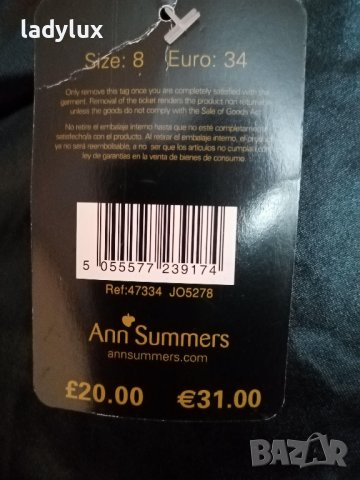 ladylux
Size: 8 Euro: 34
Only remove this tag once you are completely satisfied with the
garment. Removal of the ticket renders the product non returnable
unless the goods do not comply with the Sale of Goods Act.
No retire el embalaje interno hasta que no esté completamente
satisfecho/a con el producto. Al retirar el embalaje interno, el
ya no será reembolsable, a no ser que los artículos no cumplan con
ley de garantías en la venta de bienes de consumo.
5 055577 239174
Ref:47334 JO5278
Ann Summers
annsummers.com
£20.00 €31.00
BAZAR